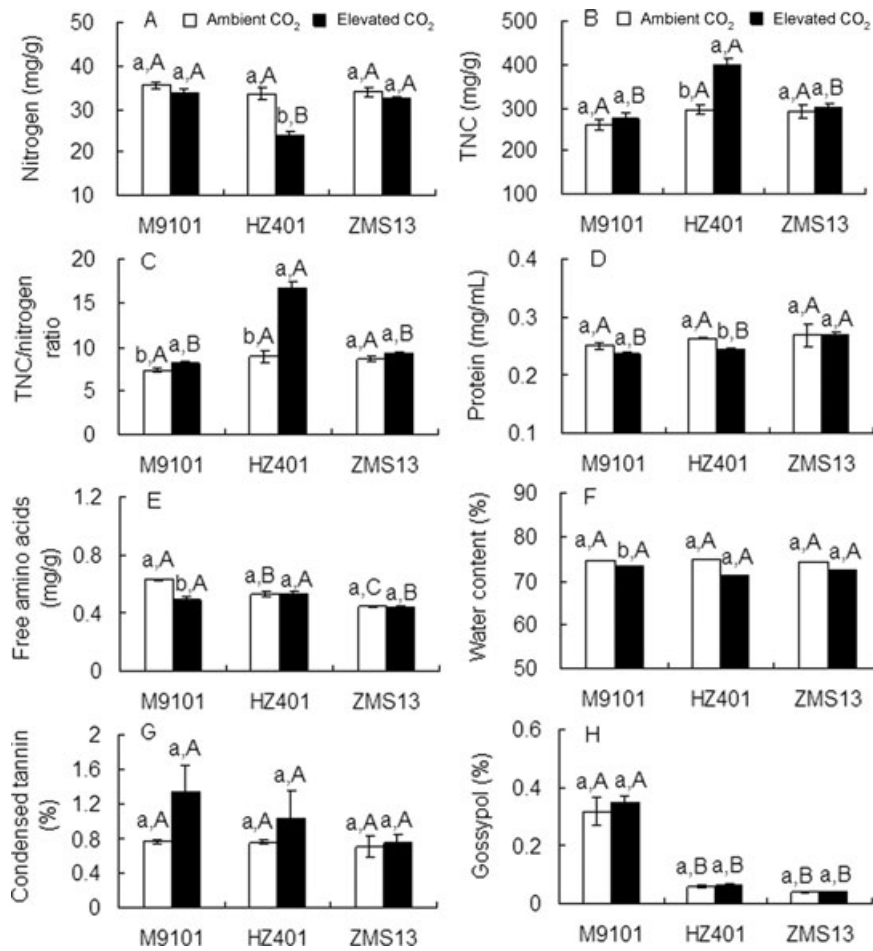 A Ambient CO2 Elevated CO2
Nitrogen (mg/g)
50
40
30
20
10
a,A a,A a,A b,B a,A a,A
M9101 HZ401 ZMS13
B Ambient CO2 Elevated CO2
TNC (mg/g)
500
400
300
200
100
a,A a,B b,A a,A a,A a,B
M9101 HZ401 ZMS13
C
TNC/nitrogen
ratio
20
15
10
5
0
b,A a,B b,A a,A a,A a,B
M9101 HZ401 ZMS13
D
Protein (mg/mL)
0.4
0.3
0.2
0.1
a,A a,B a,A b,B a,A a,A
M9101 HZ401 ZMS13
E
Free amino acids
(mg/g)
1.2
0.8
0.4
0
a,A b,A a,B a,A a,C a,B
M9101 HZ401 ZMS13
F
Water content (%)
90
80
70
60
50
a,A b,A a,A a,A a,A a,A
M9101 HZ401 ZMS13
G
Condensed tannin
(%)
2
1.6
1.2
0.8
0.4
0
a,A a,A a,A a,A a,A a,A
M9101 HZ401 ZMS13
H
Gossypol (%)
0.6
0.4
0.2
0
a,A a,A a,B a,B a,B a,B
M9101 HZ401 ZMS13